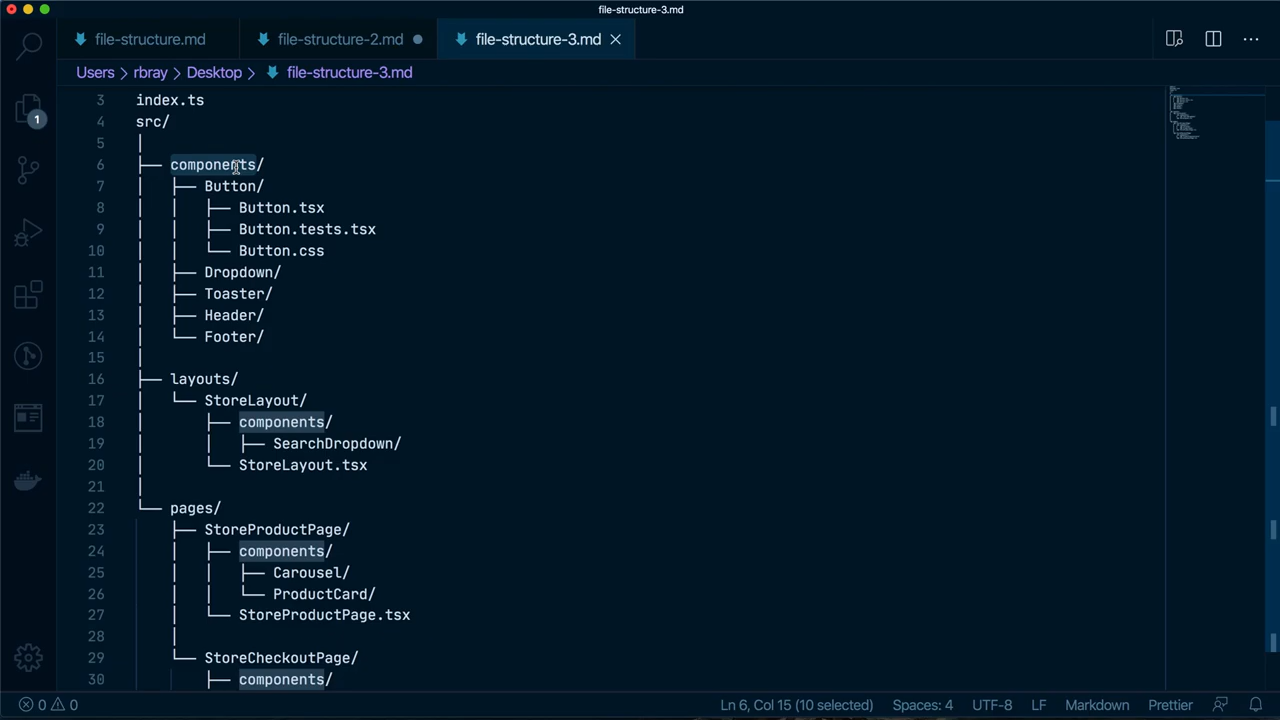 file-structure-3.md
file-structure.md
file-structure-2.md
file-structure-3.md
Users > rbray > Desktop > file-structure-3.md
1
3 index.ts
4 src/
5 │
6 ├── components/
7 │   ├── Button/
8 │   │   ├── Button.tsx
9 │   │   ├── Button.tests.tsx
10 │   │   └── Button.css
11 │   ├── Dropdown/
12 │   ├── Toaster/
13 │   ├── Header/
14 │   └── Footer/
15 │
16 ├── layouts/
17 │   └── StoreLayout/
18 │       ├── components/
19 │       │   ├── SearchDropdown/
20 │       └── StoreLayout.tsx
21 │
22 └── pages/
23     ├── StoreProductPage/
24     │   ├── components/
25     │   │   ├── Carousel/
26     │   │   └── ProductCard/
27     │   └── StoreProductPage.tsx
28     │
29     └── StoreCheckoutPage/
30         ├── components/
0 0 Ln 6, Col 15 (10 selected) Spaces: 4 UTF-8 LF Markdown Prettier